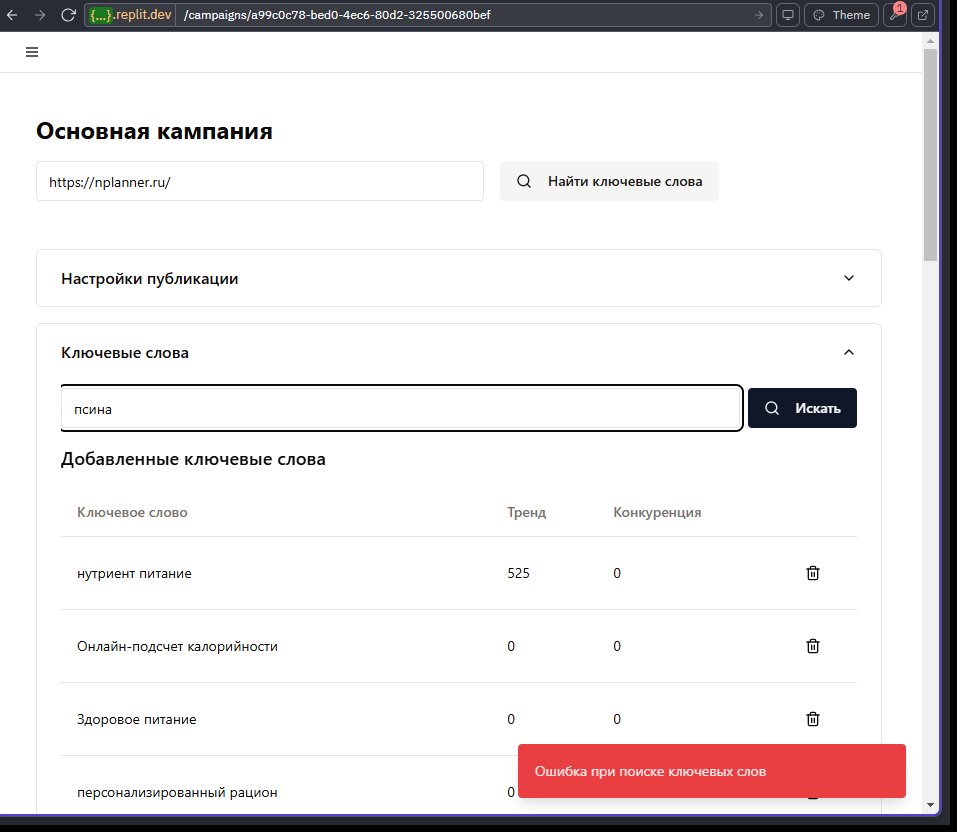 {...}.replit.dev /campaigns/a99c0c78-bed0-4ec6-80d2-325500680bef Theme 1
Основная кампания
https://nplanner.ru/ Найти ключевые слова
Настройки публикации
Ключевые слова
псина Искать
Добавленные ключевые слова
Ключевое слово Тренд Конкуренция
нутриент питание 525 0
Онлайн-подсчет калорийности 0 0
Здоровое питание 0 0
Ошибка при поиске ключевых слов
персонализированный рацион 0